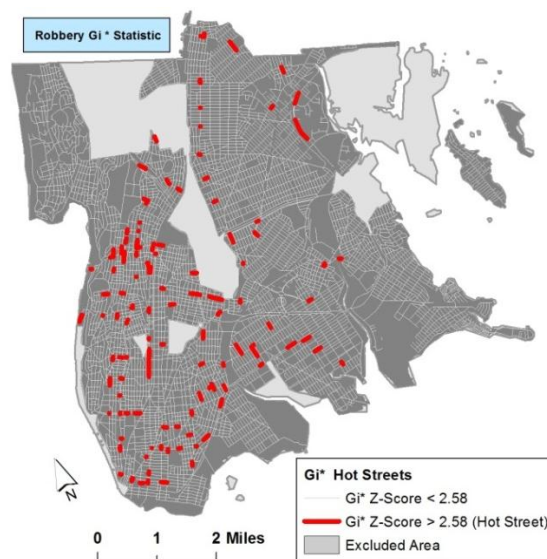 Robbery Gi * Statistic
Gi* Hot Streets
Gi* Z-Score < 2.58
Gi* Z-Score > 2.58 (Hot Street)
Excluded Area
N
0 1 2 Miles